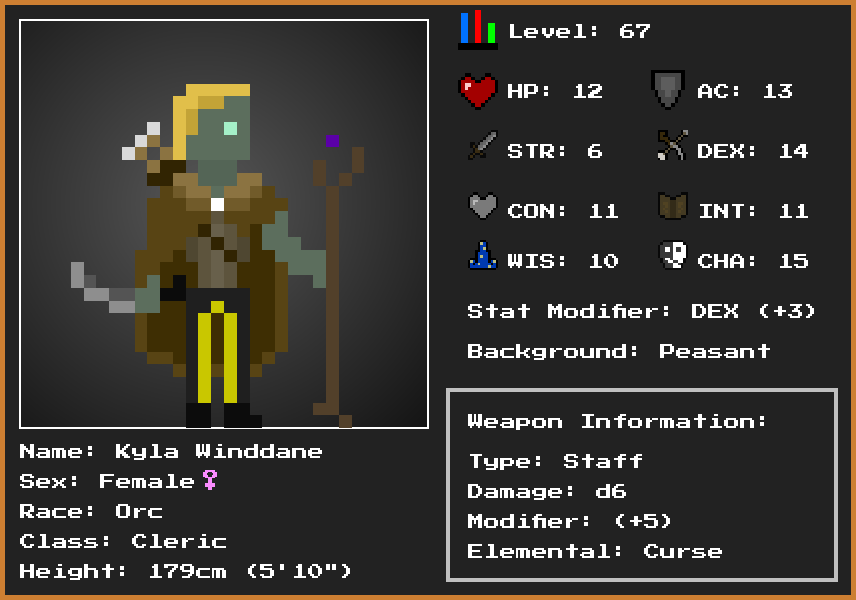 Level: 67
HP: 12 AC: 13
STR: 6 DEX: 14
CON: 11 INT: 11
WIS: 10 CHA: 15
Stat Modifier: DEX (+3)
Background: Peasant
Weapon Information:
Type: Staff
Damage: d6
Modifier: (+5)
Elemental: Curse
Name: Kyla Winddane
Sex: Female♀
Race: Orc
Class: Cleric
Height: 179cm (5'10")